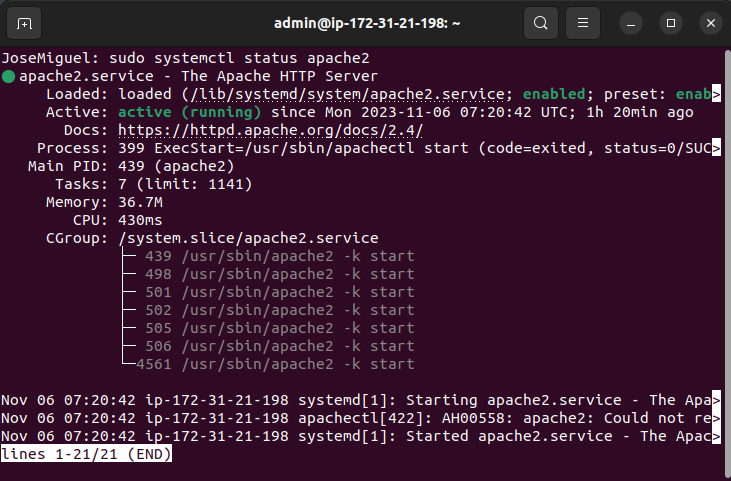 admin@ip-172-31-21-198: ~
JoseMiguel: sudo systemctl status apache2
apache2.service - The Apache HTTP Server
Loaded: loaded (/lib/systemd/system/apache2.service; enabled; preset: enab>
Active: active (running) since Mon 2023-11-06 07:20:42 UTC; 1h 20min ago
Docs: https://httpd.apache.org/docs/2.4/
Process: 399 ExecStart=/usr/sbin/apachectl start (code=exited, status=0/SUC>
Main PID: 439 (apache2)
Tasks: 7 (limit: 1141)
Memory: 36.7M
CPU: 430ms
CGroup: /system.slice/apache2.service
├─ 439 /usr/sbin/apache2 -k start
├─ 498 /usr/sbin/apache2 -k start
├─ 501 /usr/sbin/apache2 -k start
├─ 502 /usr/sbin/apache2 -k start
├─ 505 /usr/sbin/apache2 -k start
├─ 506 /usr/sbin/apache2 -k start
└─4561 /usr/sbin/apache2 -k start
Nov 06 07:20:42 ip-172-31-21-198 systemd[1]: Starting apache2.service - The Apa>
Nov 06 07:20:42 ip-172-31-21-198 apachectl[422]: AH00558: apache2: Could not re>
Nov 06 07:20:42 ip-172-31-21-198 systemd[1]: Started apache2.service - The Apac>
lines 1-21/21 (END)